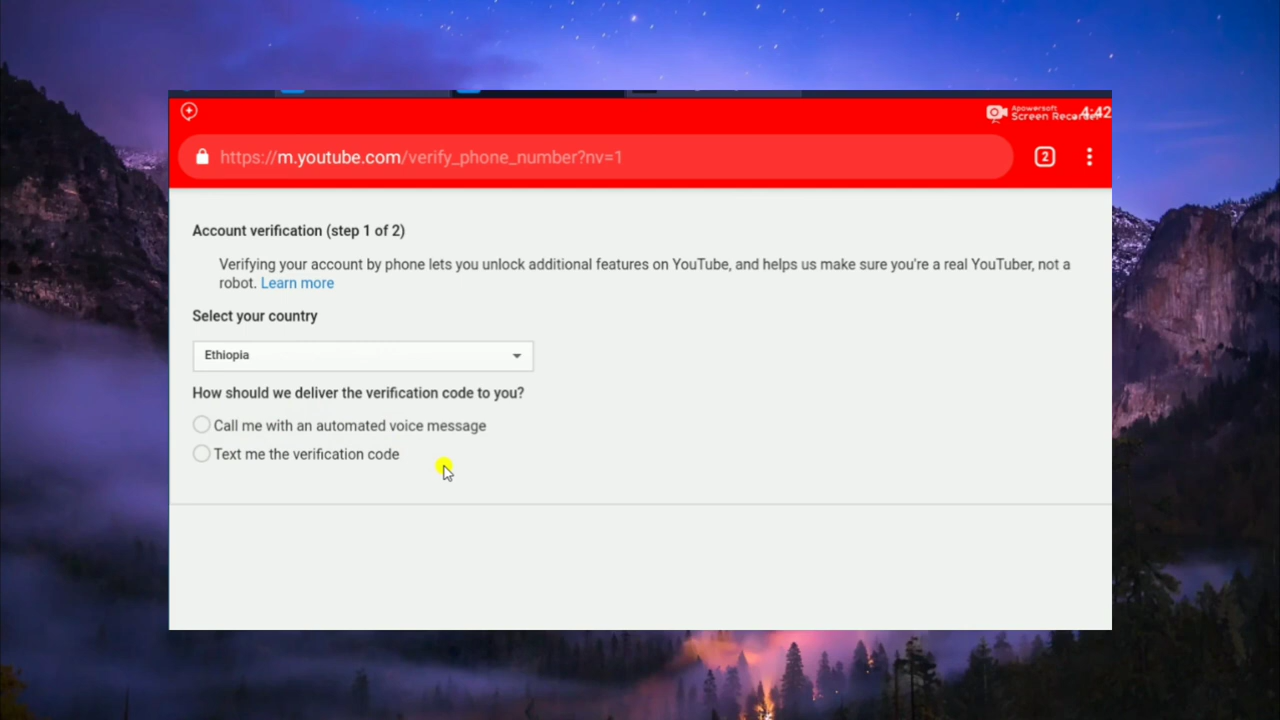 Apowersoft
Screen Recorder 4:42
https://m.youtube.com/verify_phone_number?nv=1
2
Account verification (step 1 of 2)
Verifying your account by phone lets you unlock additional features on YouTube, and helps us make sure you're a real YouTuber, not a
robot. Learn more
Select your country
Ethiopia
How should we deliver the verification code to you?
Call me with an automated voice message
Text me the verification code